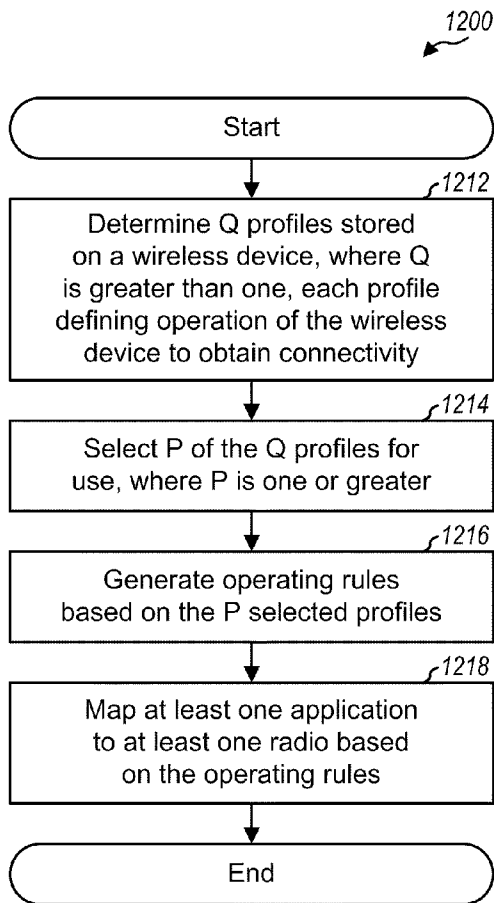 1200
Start
1212
Determine Q profiles stored
on a wireless device, where Q
is greater than one, each profile
defining operation of the wireless
device to obtain connectivity
1214
Select P of the Q profiles for
use, where P is one or greater
1216
Generate operating rules
based on the P selected profiles
1218
Map at least one application
to at least one radio based
on the operating rules
End